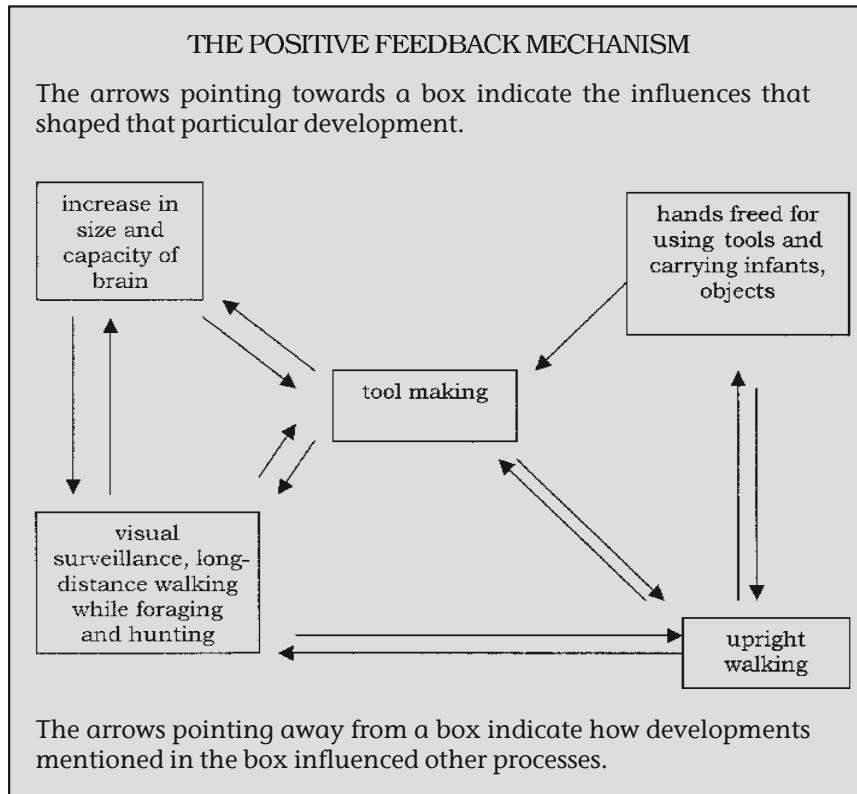 THE POSITIVE FEEDBACK MECHANISM
The arrows pointing towards a box indicate the influences that
shaped that particular development.
increase in
size and
capacity of
brain
hands freed for
using tools and
carrying infants,
objects
tool making
visual
surveillance, long-
distance walking
while foraging
and hunting
upright
walking
The arrows pointing away from a box indicate how developments
mentioned in the box influenced other processes.